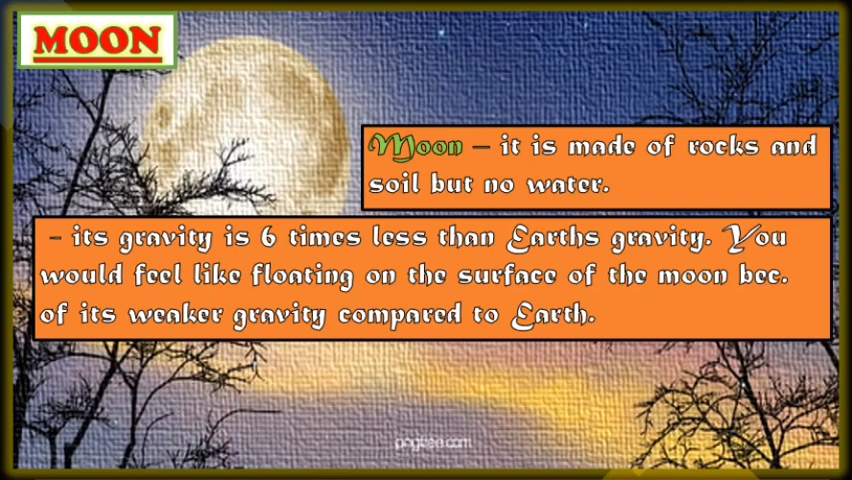 MOON
Moon – it is made of rocks and
soil but no water.
– its gravity is 6 times less than Earths gravity. You
would feel like floating on the surface of the moon bec.
of its weaker gravity compared to Earth.
pngtree.com